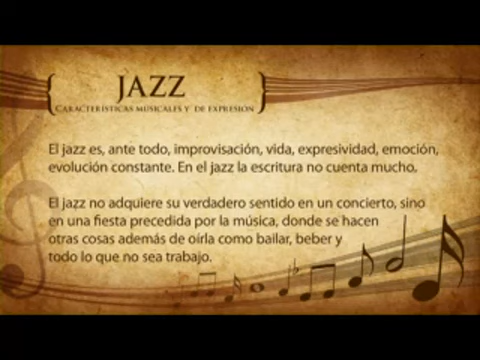 JAZZ
CARACTERÍSTICAS MUSICALES Y DE EXPRESIÓN
El jazz es, ante todo, improvisación, vida, expresividad, emoción,
evolución constante. En el jazz la escritura no cuenta mucho.
El jazz no adquiere su verdadero sentido en un concierto, sino
en una fiesta precedida por la música, donde se hacen
otras cosas además de oírla como bailar, beber y
todo lo que no sea trabajo.